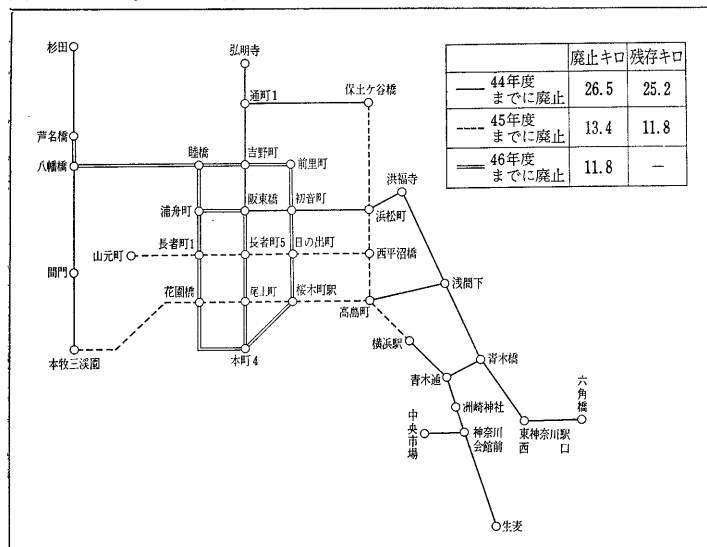 廃止キロ 残存キロ
44年度までに廃止 26.5 25.2
45年度までに廃止 13.4 11.8
46年度までに廃止 11.8 —
杉田
弘明寺
通町1
保土ケ谷橋
芦名橋
八幡橋
睦橋
吉野町
前里町
洪福寺
浦舟町
阪東橋
初音町
浜松町
山元町
長者町1
長者町5
日の出町
西平沼橋
間門
花園橋
尾上町
桜木町駅
高島町
浅間下
本牧三渓園
本町4
横浜駅
青木橋
青木通
六角橋
洲崎神社
中央市場
神奈川会館前
東神奈川駅西口
生麦